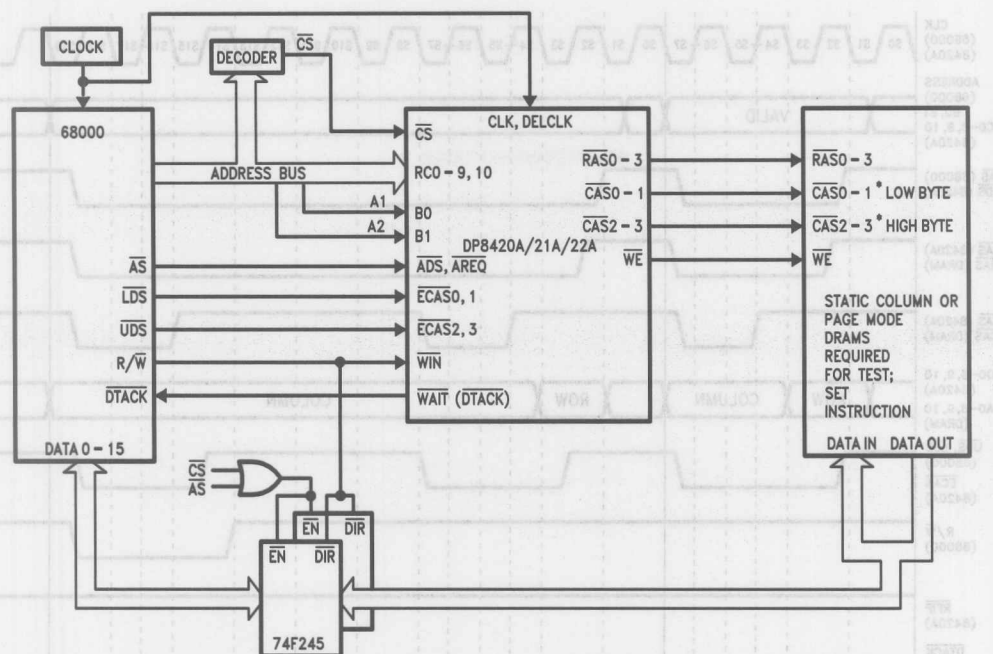 CLOCK
DECODER
CS
68000
CLK, DELCLK
CS
RAS0-3
RAS0-3
ADDRESS BUS
RC0-9, 10
CAS0-1
CAS0-1* LOW BYTE
A1
B0
A2
B1
CAS2-3
CAS2-3* HIGH BYTE
DP8420A/21A/22A
AS
ADS, AREQ
WE
WE
LDS
ECAS0, 1
UDS
ECAS2, 3
R/W
WIN
DTACK
WAIT (DTACK)
STATIC COLUMN OR
PAGE MODE
DRAMS
REQUIRED
FOR TEST;
SET
INSTRUCTION
DATA 0-15
DATA IN DATA OUT
CS
AS
EN DIR
EN DIR
74F245